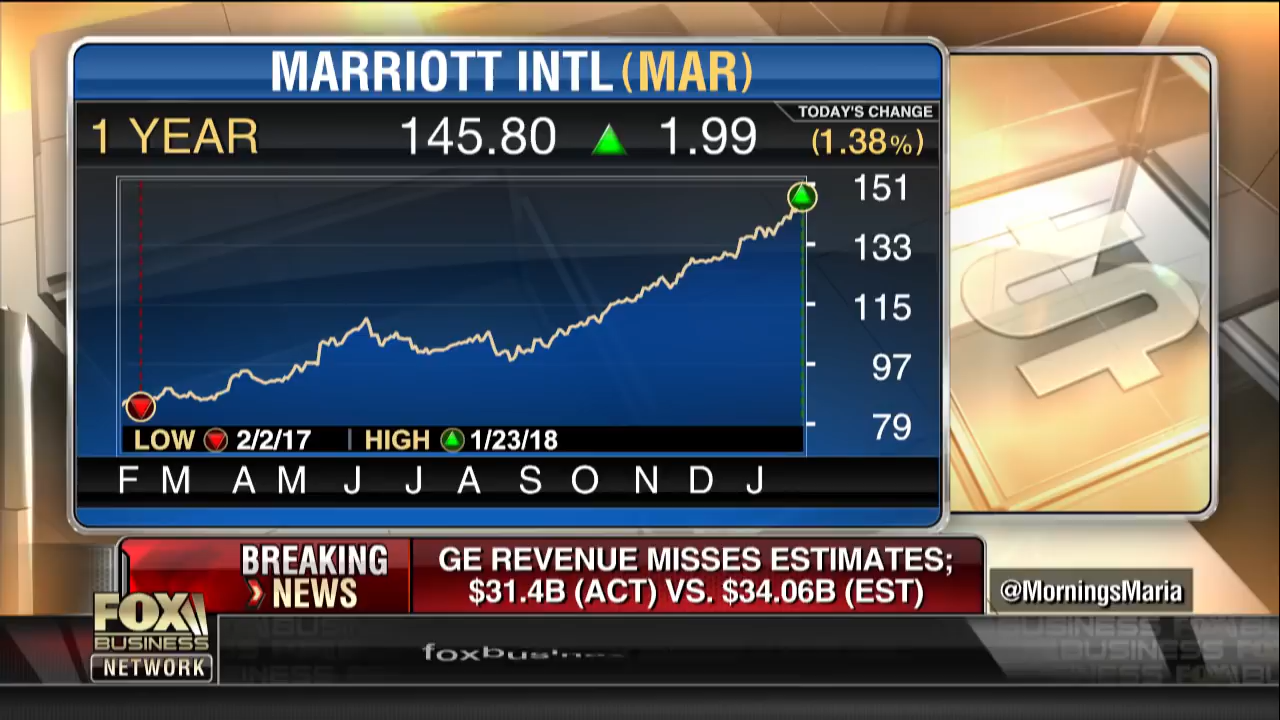 MARRIOTT INTL (MAR)
TODAY'S CHANGE
1 YEAR 145.80 1.99 (1.38%)
151
133
115
97
79
LOW 2/2/17 | HIGH 1/23/18
F M A M J J A S O N D J
BREAKING NEWS
GE REVENUE MISSES ESTIMATES;
$31.4B (ACT) VS. $34.06B (EST)
@MorningsMaria
FOX
BUSINESS
NETWORK